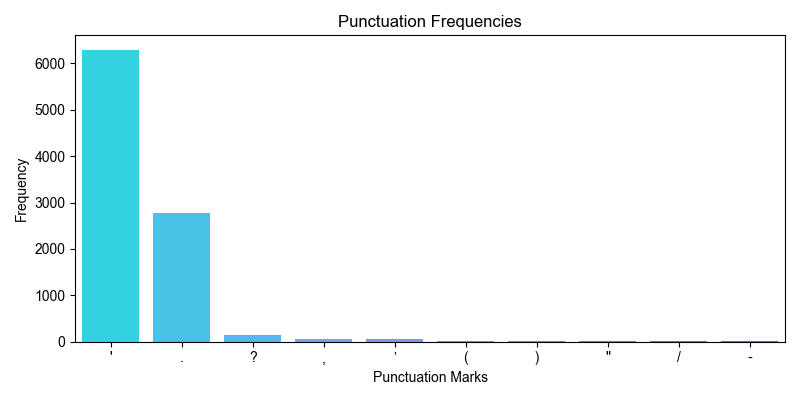 Punctuation Frequencies
Frequency
6000
5000
4000
3000
2000
1000
0
' . ? , ’ ( ) " / -
Punctuation Marks